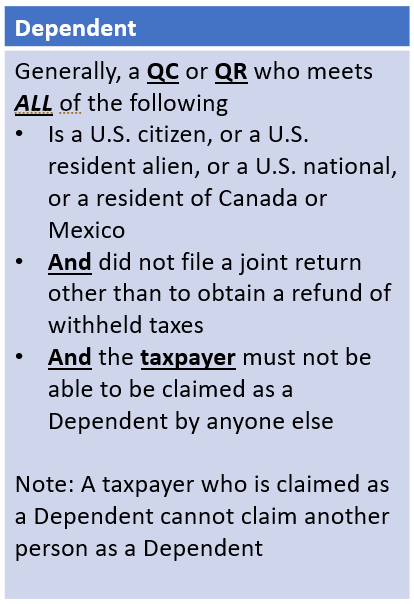 Dependent
Generally, a QC or QR who meets
ALL of the following
• Is a U.S. citizen, or a U.S.
resident alien, or a U.S. national,
or a resident of Canada or
Mexico
• And did not file a joint return
other than to obtain a refund of
withheld taxes
• And the taxpayer must not be
able to be claimed as a
Dependent by anyone else
Note: A taxpayer who is claimed as
a Dependent cannot claim another
person as a Dependent